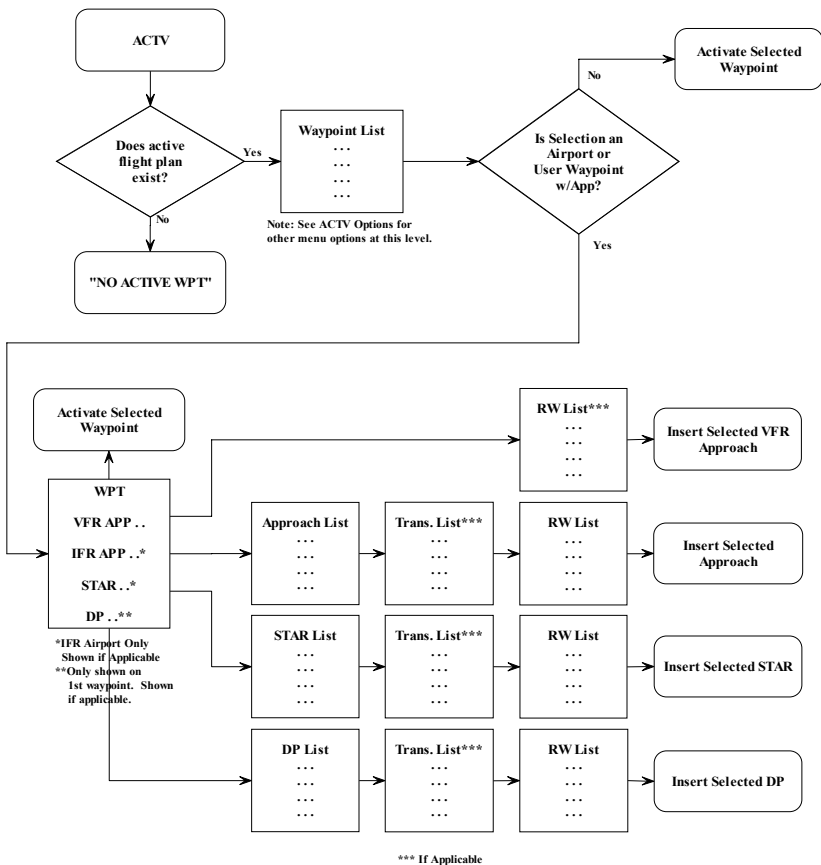 ACTV
Activate Selected
Waypoint
No
Does active
flight plan
exist?
Yes
Waypoint List
. . .
. . .
. . .
. . .
Is Selection an
Airport or
User Waypoint
w/App?
No
Note: See ACTV Options for
other menu options at this level.
Yes
"NO ACTIVE WPT"
Activate Selected
Waypoint
RW List***
. . .
. . .
. . .
. . .
Insert Selected VFR
Approach
WPT
VFR APP . .
IFR APP . .*
STAR . .*
DP . .**
*IFR Airport Only
Shown if Applicable
**Only shown on
1st waypoint. Shown
if applicable.
Approach List
. . .
. . .
. . .
. . .
Trans. List***
. . .
. . .
. . .
. . .
RW List
. . .
. . .
. . .
. . .
Insert Selected
Approach
STAR List
. . .
. . .
. . .
. . .
Trans. List***
. . .
. . .
. . .
. . .
RW List
. . .
. . .
. . .
. . .
Insert Selected STAR
DP List
. . .
. . .
. . .
. . .
Trans. List***
. . .
. . .
. . .
. . .
RW List
. . .
. . .
. . .
. . .
Insert Selected DP
*** If Applicable